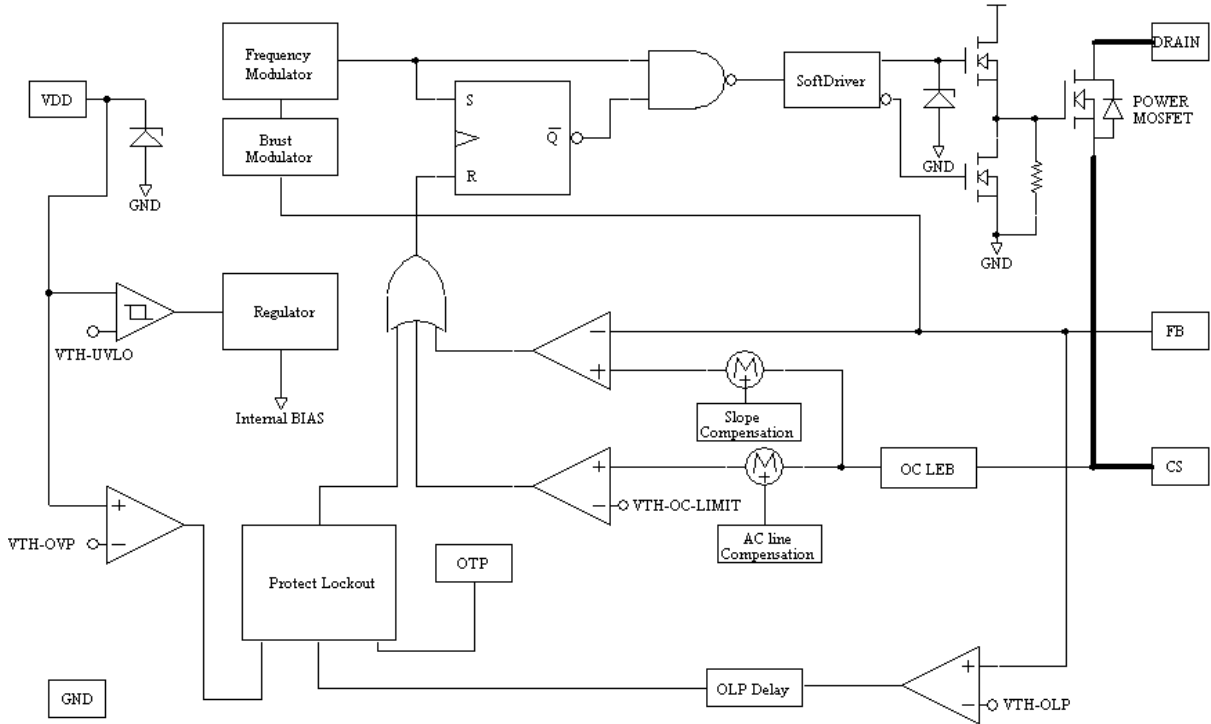 Frequency
Modulator
SoftDriver
DRAIN
POWER
MOSFET
VDD
S
Q
R
Brust
Modulator
GND
GND
GND
Regulator
VTH-UVLO
Internal BIAS
FB
Slope
Compensation
OC LEB
CS
VTH-OC-LIMIT
AC line
Compensation
VTH-OVP
Protect Lockout
OTP
GND
OLP Delay
VTH-OLP